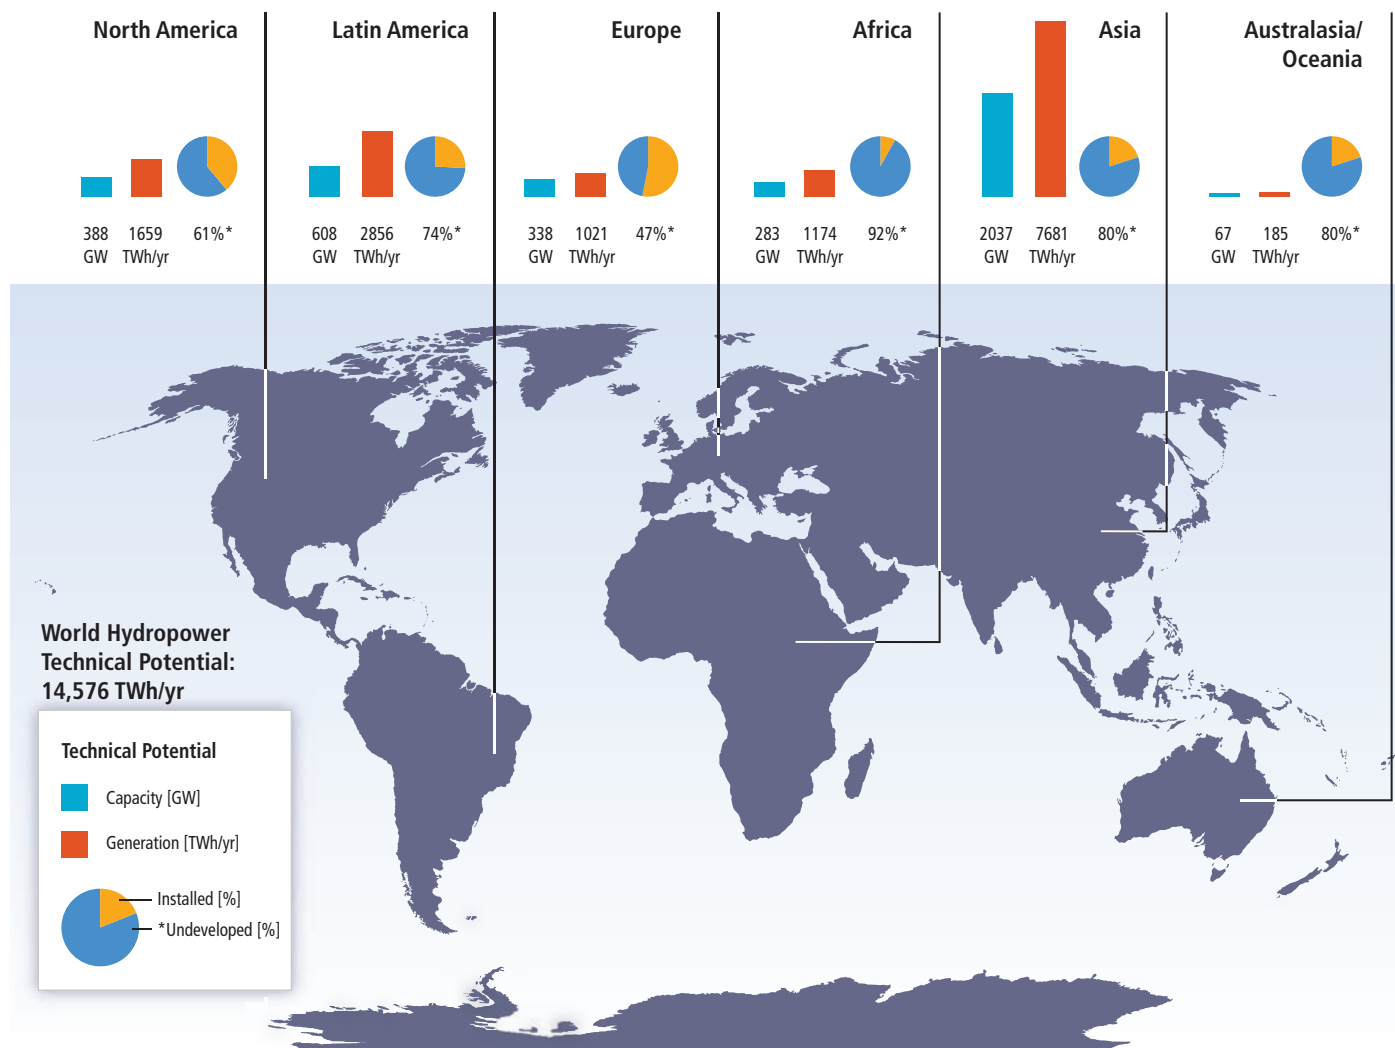 North America
Latin America
Europe
Africa
Asia
Australasia/
Oceania
388
GW
1659
TWh/yr
61%*
608
GW
2856
TWh/yr
74%*
338
GW
1021
TWh/yr
47%*
283
GW
1174
TWh/yr
92%*
2037
GW
7681
TWh/yr
80%*
67
GW
185
TWh/yr
80%*
World Hydropower
Technical Potential:
14,576 TWh/yr
Technical Potential
Capacity [GW]
Generation [TWh/yr]
Installed [%]
*Undeveloped [%]